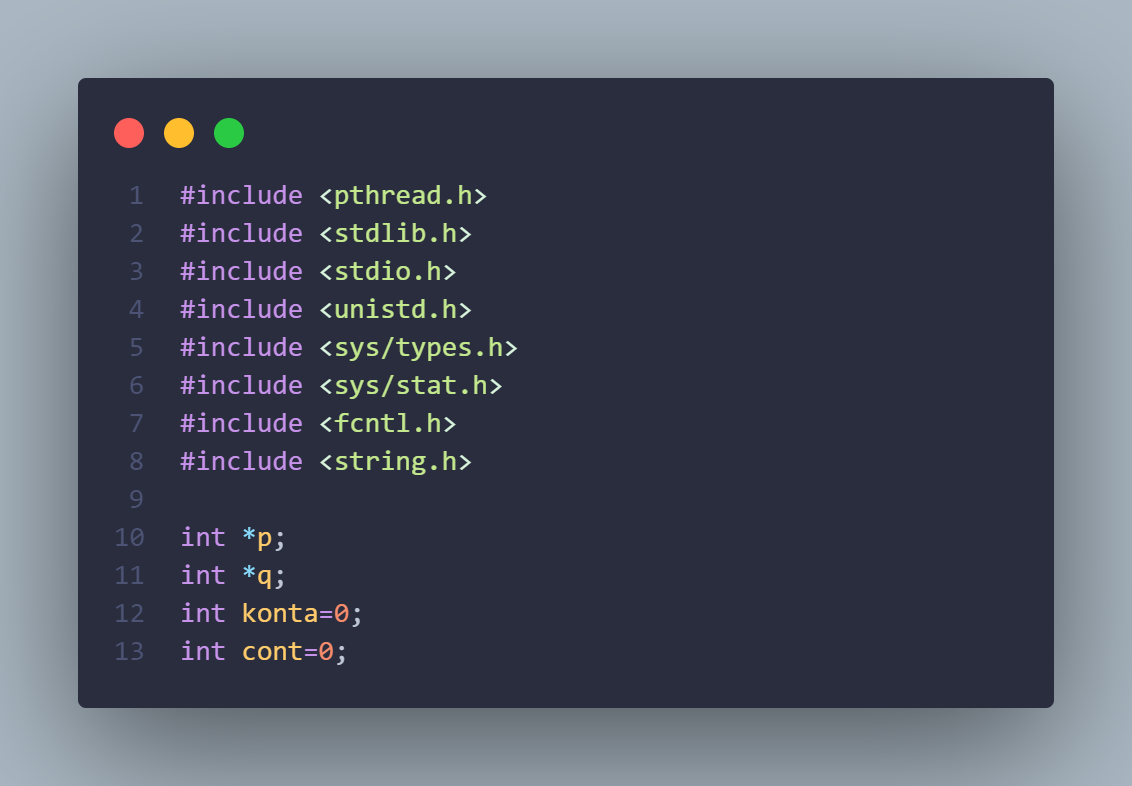 1 #include <pthread.h>
2 #include <stdlib.h>
3 #include <stdio.h>
4 #include <unistd.h>
5 #include <sys/types.h>
6 #include <sys/stat.h>
7 #include <fcntl.h>
8 #include <string.h>
9
10 int *p;
11 int *q;
12 int konta=0;
13 int cont=0;